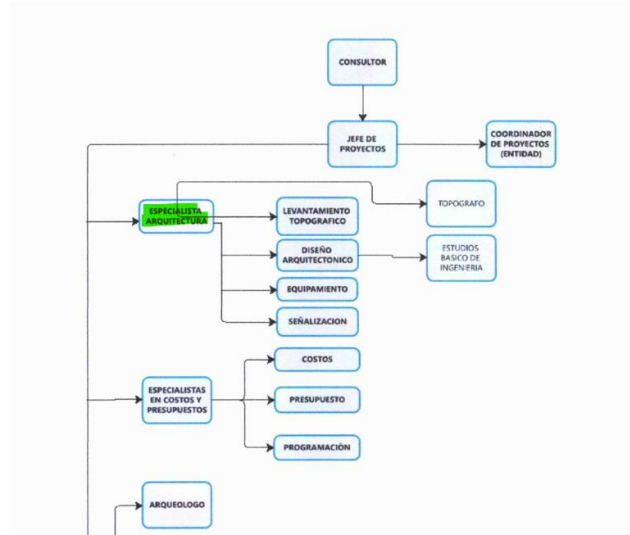 CONSULTOR
JEFE DE
PROYECTOS
COORDINADOR
DE PROYECTOS
(ENTIDAD)
ESPECIALISTA
ARQUITECTURA
LEVANTAMIENTO
TOPOGRAFICO
TOPOGRAFO
DISEÑO
ARQUITECTONICO
ESTUDIOS
BASICO DE
INGENIERIA
EQUIPAMIENTO
SEÑALIZACION
ESPECIALISTAS
EN COSTOS Y
PRESUPUESTOS
COSTOS
PRESUPUESTO
PROGRAMACIÒN
ARQUEOLOGO